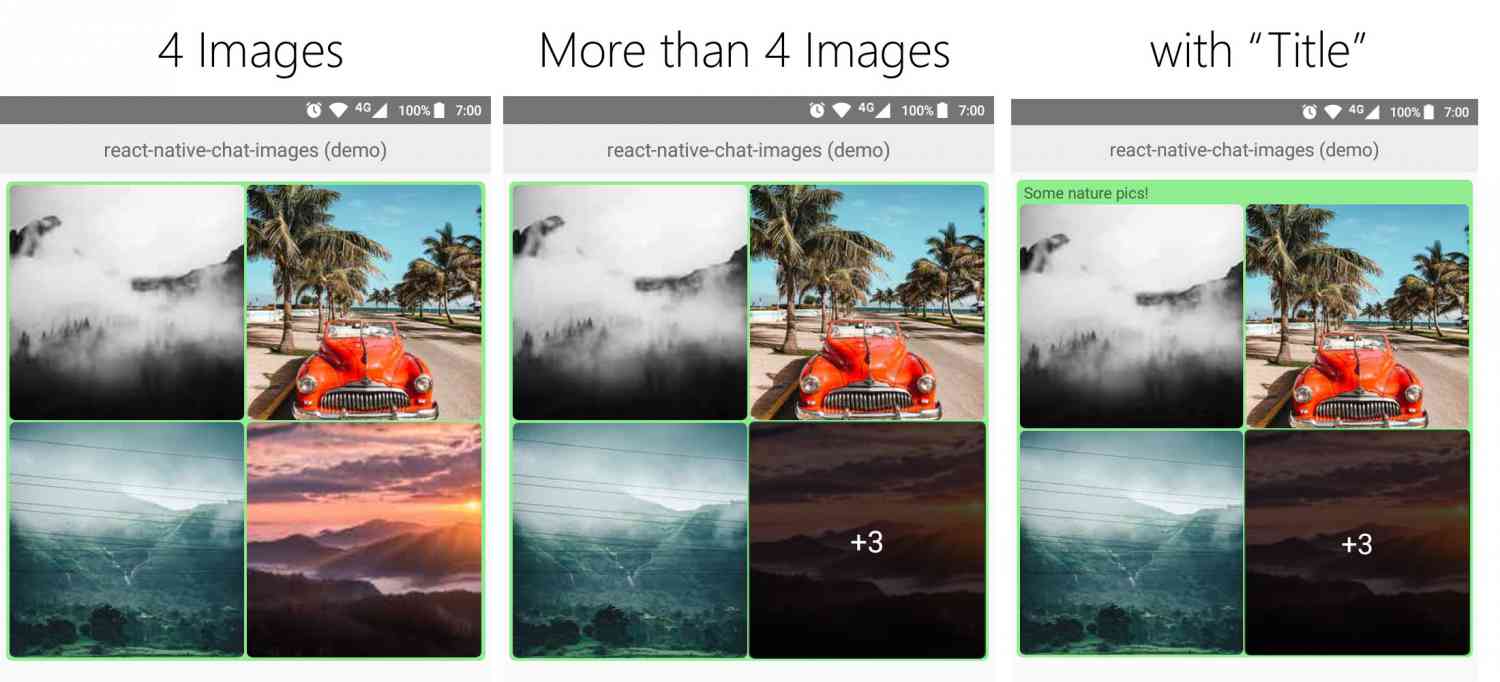 4 Images
More than 4 Images
with “Title”
4G 100% 7:00
4G 100% 7:00
4G 100% 7:00
react-native-chat-images (demo)
react-native-chat-images (demo)
react-native-chat-images (demo)
Some nature pics!
+3
+3